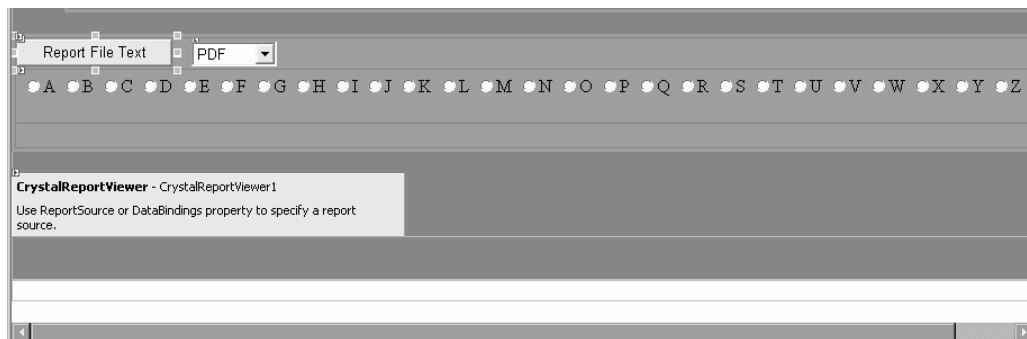 Report File Text PDF
A B C D E F G H I J K L M N O P Q R S T U V W X Y Z
CrystalReportViewer - CrystalReportViewer1
Use ReportSource or DataBindings property to specify a report
source.